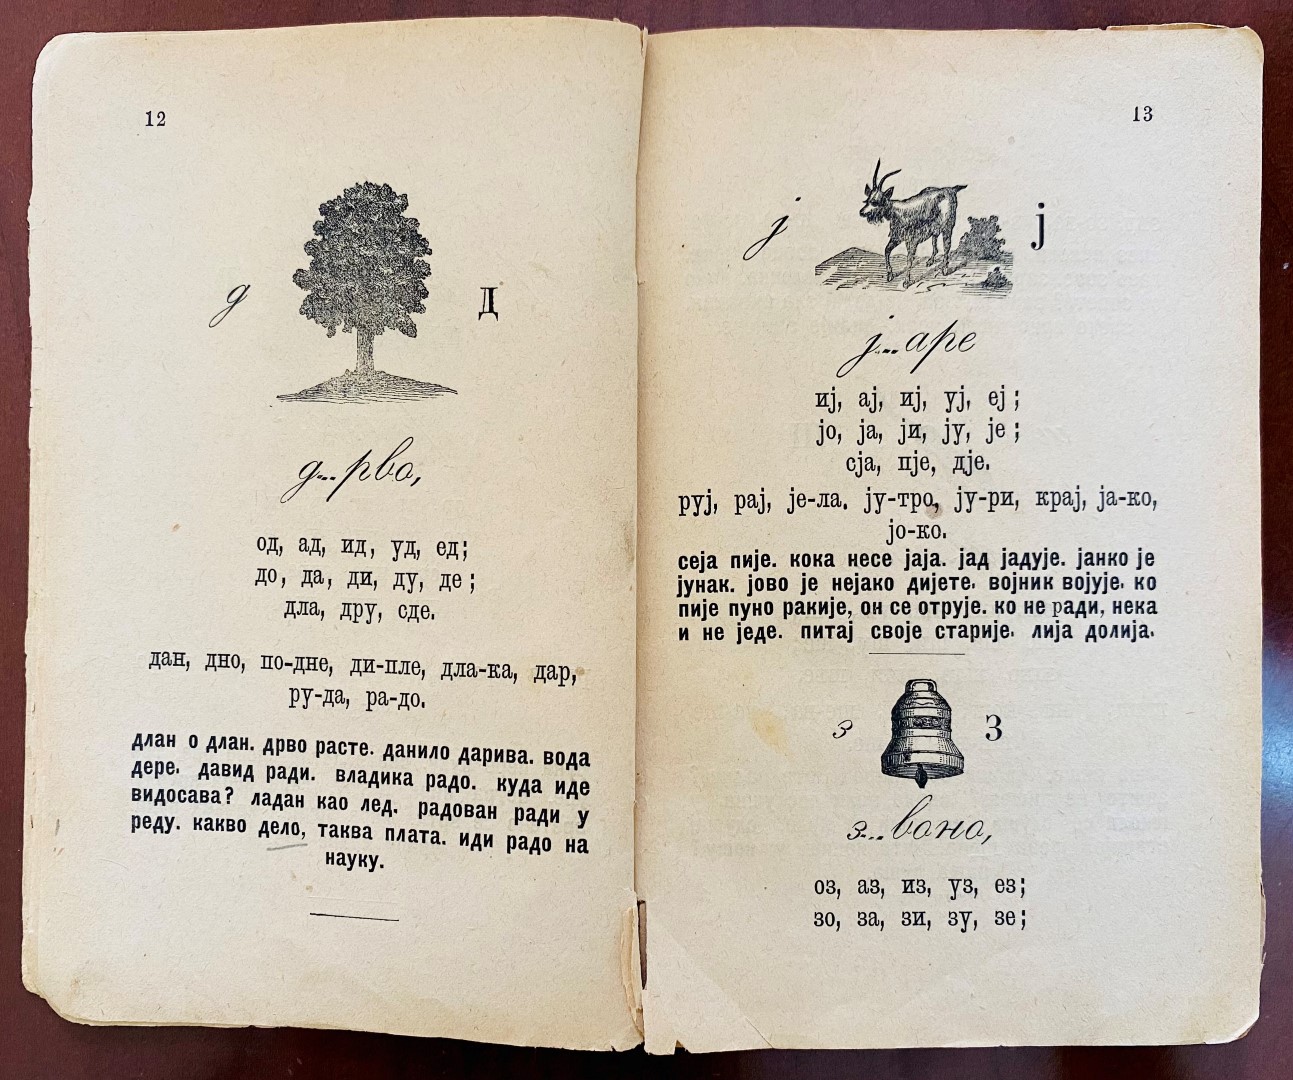 12
д
д
д...рво,
од, ад, ид, уд, ед;
до, да, ди, ду, де;
дла, дру, сде.
дан, дно, по-дне, ди-пле, дла-ка, дар,
ру-да, ра-до.
длан о длан. дрво расте. данило дарива. вода
дере. давид ради. владика радо. куда иде
видосава? ладан као лед. радован ради у
реду. какво дело, таква плата. иди радо на
науку.
13
ј
ј
ј...аре
иј, ај, иј, уј, еј;
јо, ја, ји, ју, је;
сја, пје, дје.
руј, рај, је-ла. ју-тро, ју-ри, крај, ја-ко,
јо-ко.
сеја пије. кока несе јаја. јад јадује. јанко је
јунак. јово је нејако дијете. војник војује. ко
пије пуно ракије, он се отрује. ко не ради, нека
и не једе. питај своје старије. лија долија.
з
З
з...воно,
оз, аз, из, уз, ез;
зо, за, зи, зу, зе;